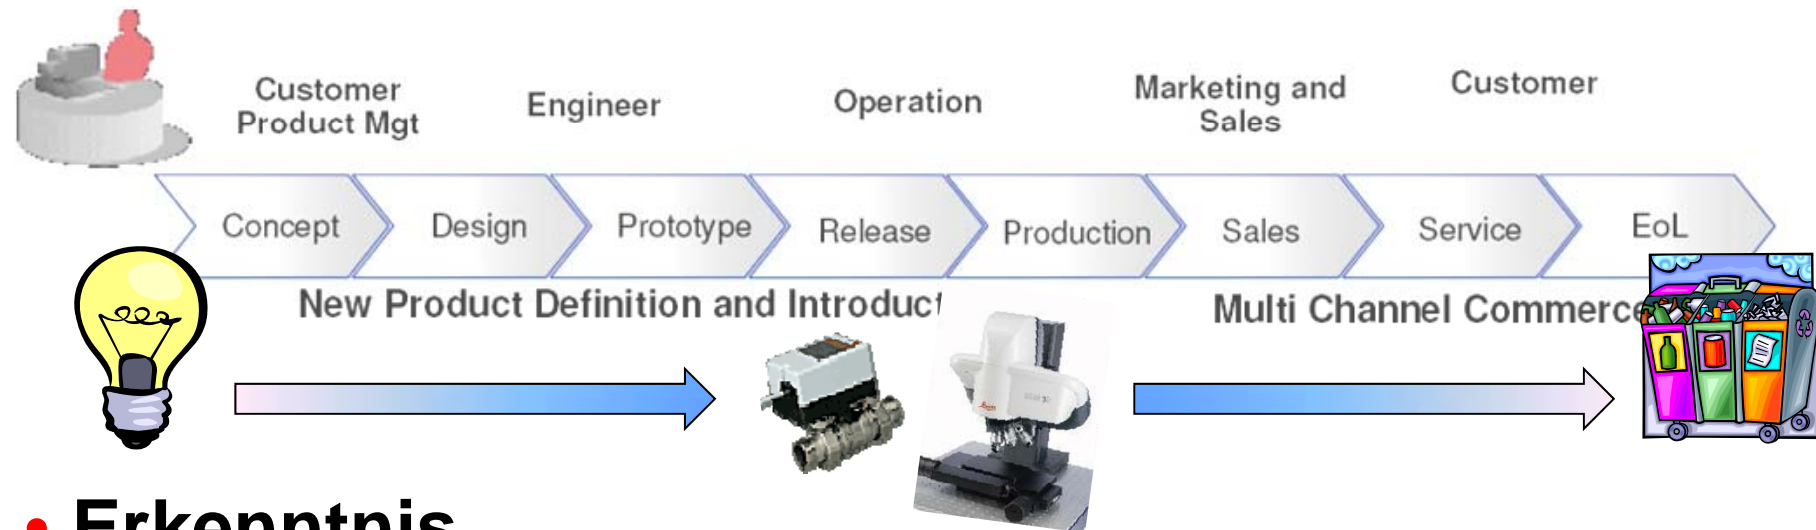 Customer
Product Mgt
Engineer
Operation
Marketing and
Sales
Customer
Concept
Design
Prototype
Release
Production
Sales
Service
EoL
New Product Definition and Introduct
Multi Channel Commerce
• Erkenntnis